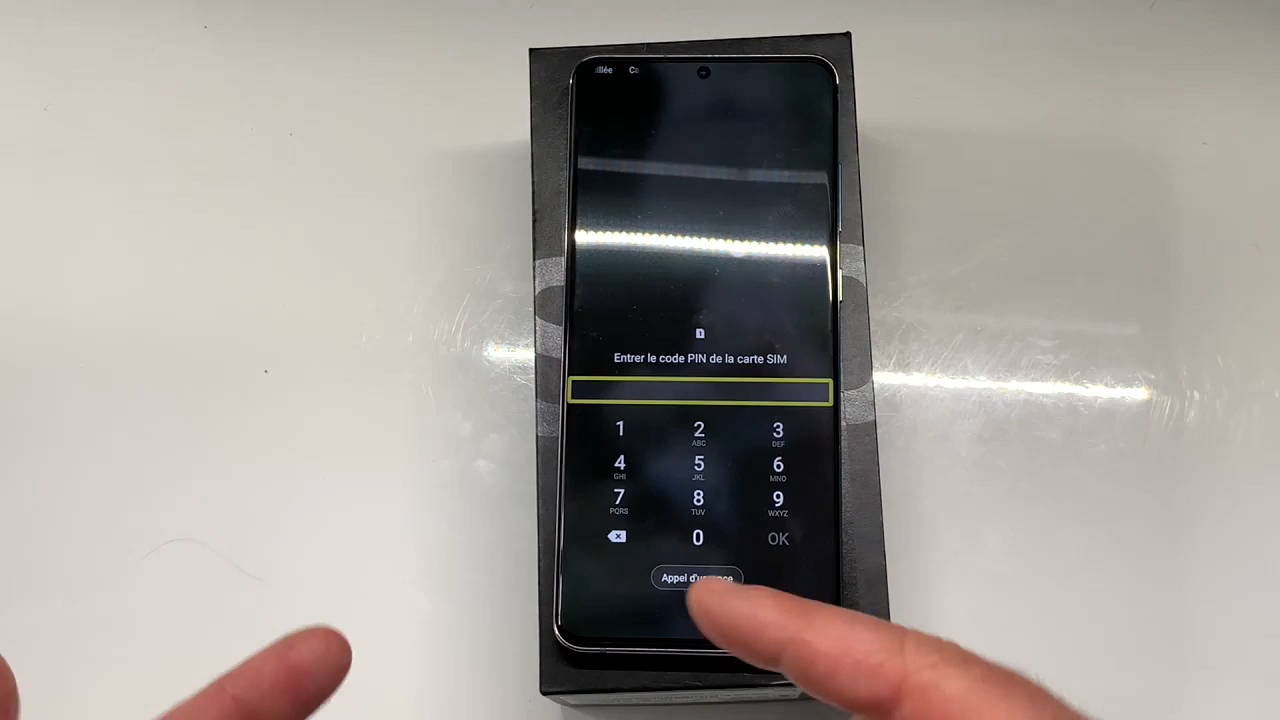 Entrer le code PIN de la carte SIM
1 2 3
ABC DEF
4 5 6
GHI JKL MNO
7 8 9
PQRS TUV WXYZ
0 OK
Appel